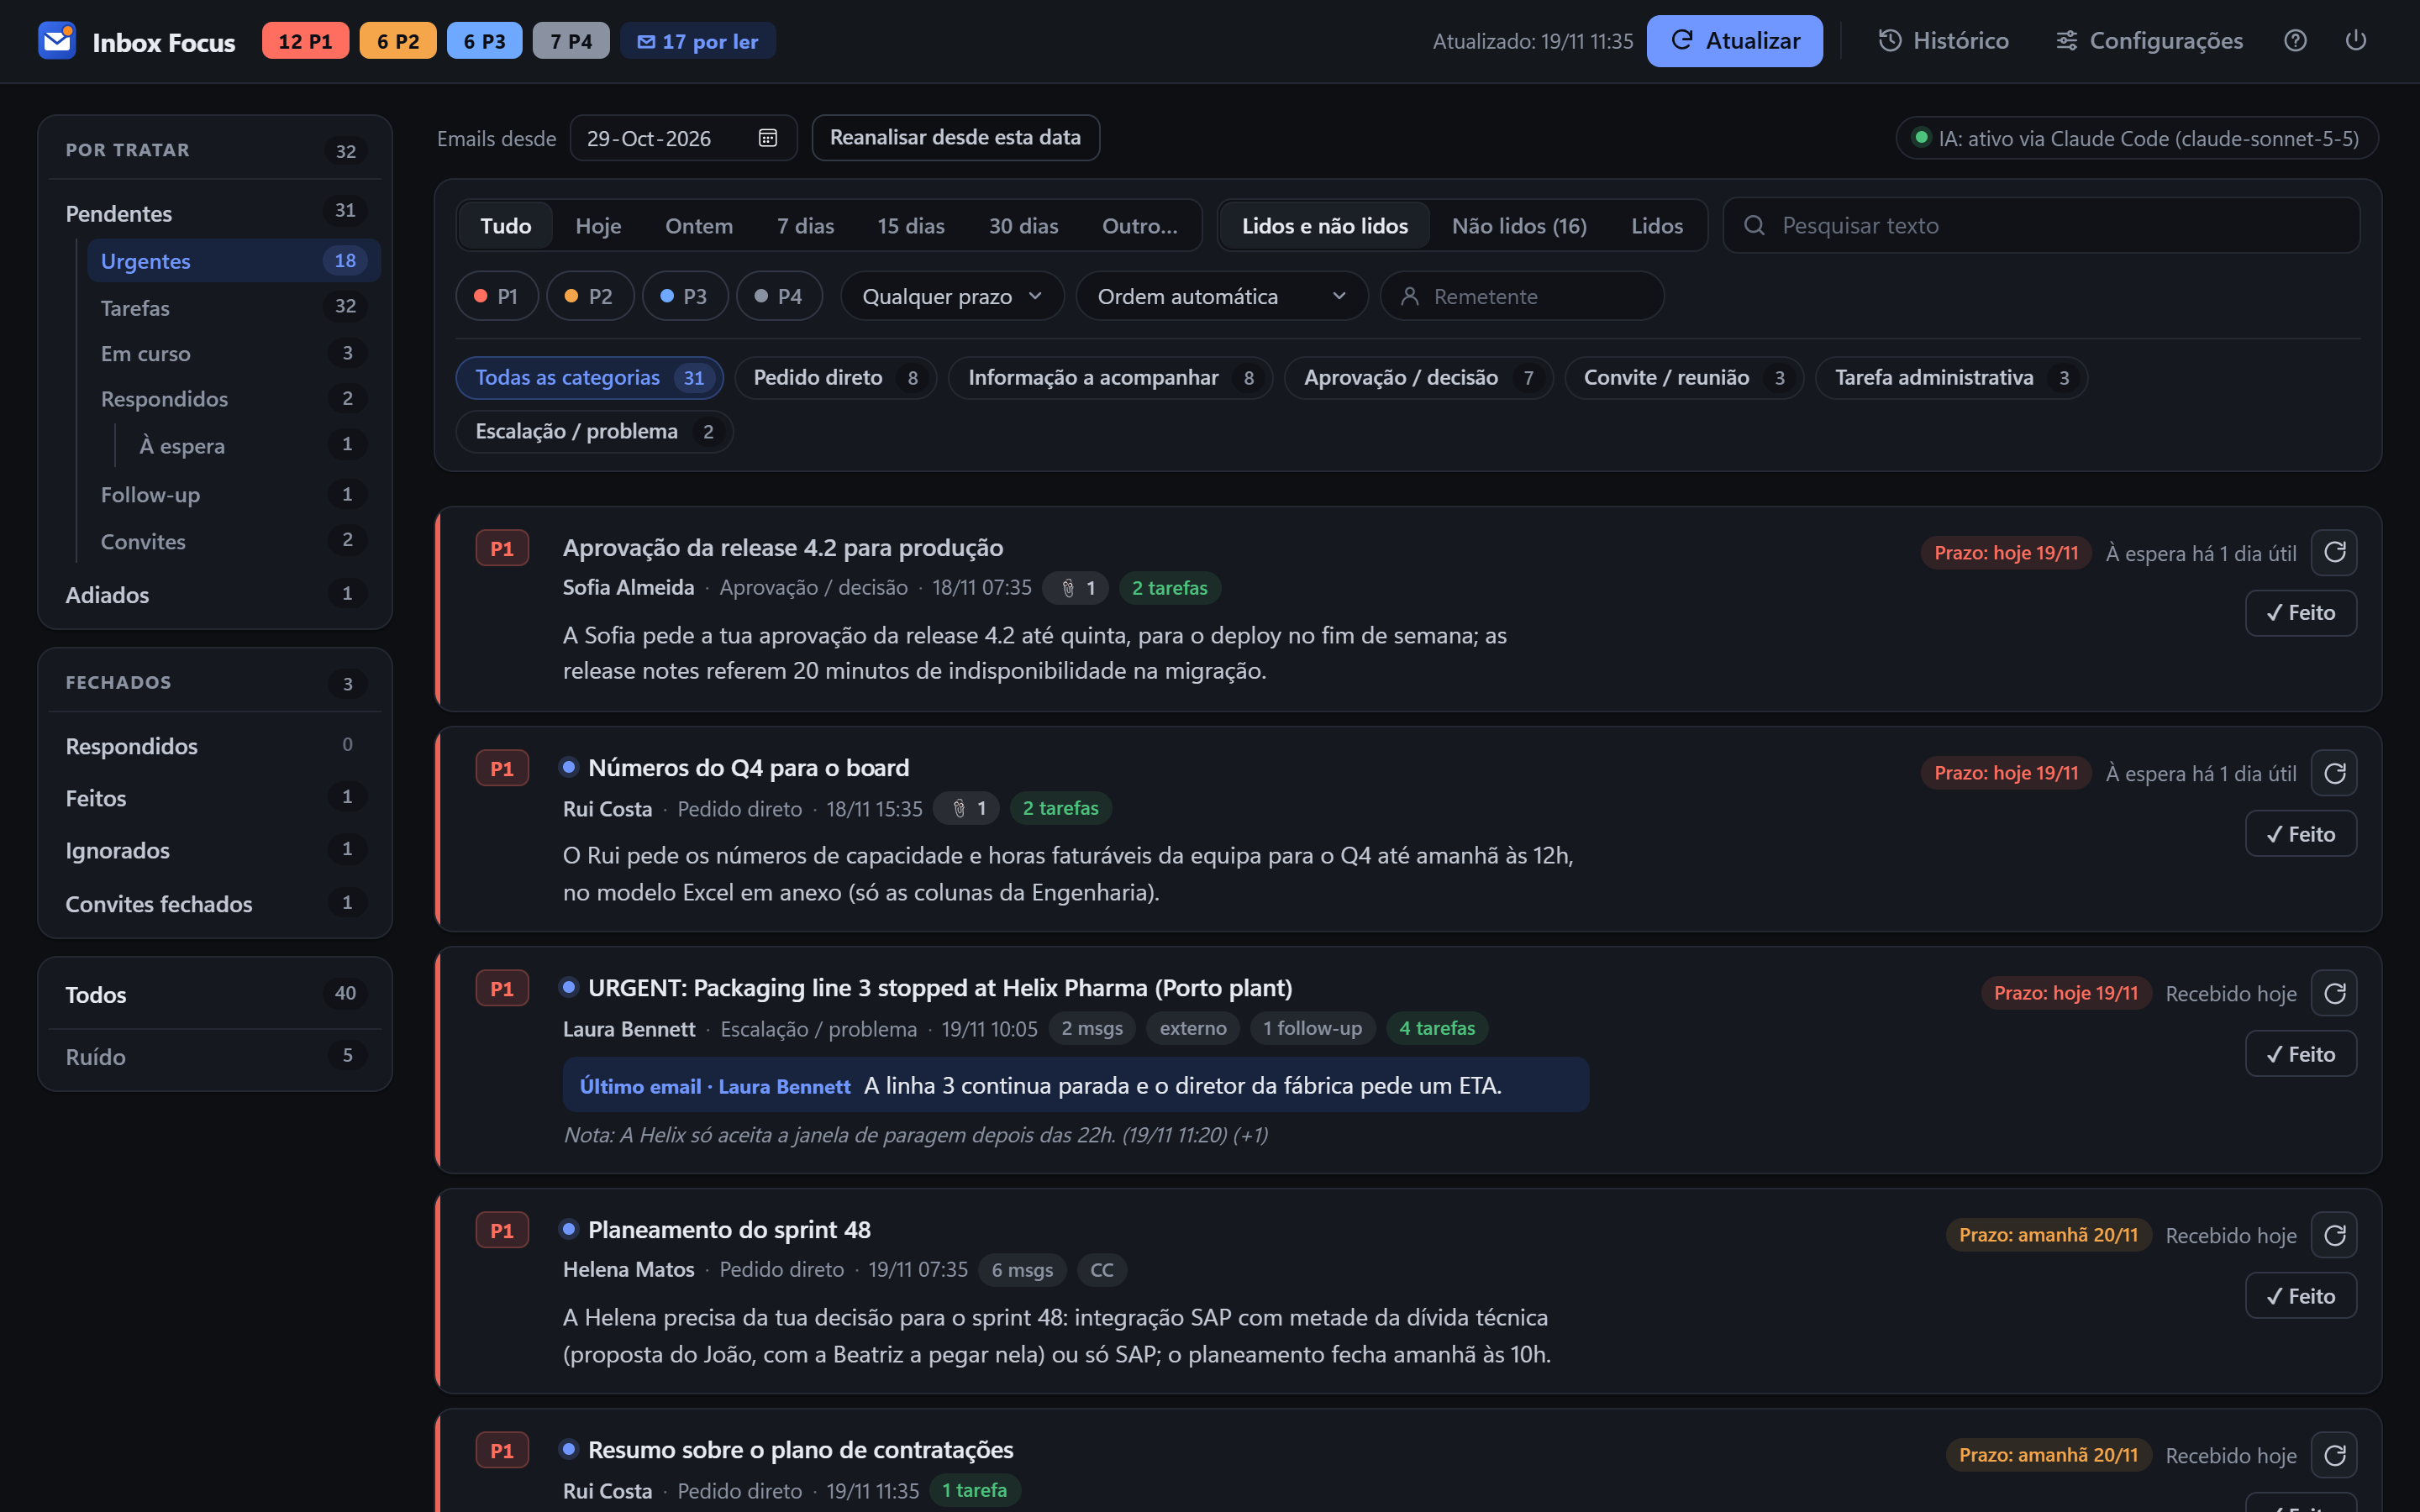 Inbox Focus 12 P1 6 P2 6 P3 7 P4 17 por ler Atualizado: 19/11 11:35 Atualizar Histórico Configurações
POR TRATAR 32
Pendentes 31
Urgentes 18
Tarefas 32
Em curso 3
Respondidos 2
À espera 1
Follow-up 1
Convites 2
Adiados 1
FECHADOS 3
Respondidos 0
Feitos 1
Ignorados 1
Convites fechados 1
Todos 40
Ruído 5
Emails desde 29-Oct-2026 Reanalisar desde esta data IA: ativo via Claude Code (claude-sonnet-5-5)
Tudo Hoje Ontem 7 dias 15 dias 30 dias Outro... Lidos e não lidos Não lidos (16) Lidos Pesquisar texto
P1 P2 P3 P4 Qualquer prazo Ordem automática Remetente
Todas as categorias 31 Pedido direto 8 Informação a acompanhar 8 Aprovação / decisão 7 Convite / reunião 3 Tarefa administrativa 3
Escalação / problema 2
P1 Aprovação da release 4.2 para produção Prazo: hoje 19/11 À espera há 1 dia útil
Sofia Almeida · Aprovação / decisão · 18/11 07:35 1 2 tarefas
✓ Feito
A Sofia pede a tua aprovação da release 4.2 até quinta, para o deploy no fim de semana; as
release notes referem 20 minutos de indisponibilidade na migração.
P1 Números do Q4 para o board Prazo: hoje 19/11 À espera há 1 dia útil
Rui Costa · Pedido direto · 18/11 15:35 1 2 tarefas
✓ Feito
O Rui pede os números de capacidade e horas faturáveis da equipa para o Q4 até amanhã às 12h,
no modelo Excel em anexo (só as colunas da Engenharia).
P1 URGENT: Packaging line 3 stopped at Helix Pharma (Porto plant) Prazo: hoje 19/11 Recebido hoje
Laura Bennett · Escalação / problema · 19/11 10:05 2 msgs externo 1 follow-up 4 tarefas
✓ Feito
Último email · Laura Bennett A linha 3 continua parada e o diretor da fábrica pede um ETA.
Nota: A Helix só aceita a janela de paragem depois das 22h. (19/11 11:20) (+1)
P1 Planeamento do sprint 48 Prazo: amanhã 20/11 Recebido hoje
Helena Matos · Pedido direto · 19/11 07:35 6 msgs CC
✓ Feito
A Helena precisa da tua decisão para o sprint 48: integração SAP com metade da dívida técnica
(proposta do João, com a Beatriz a pegar nela) ou só SAP; o planeamento fecha amanhã às 10h.
P1 Resumo sobre o plano de contratações Prazo: amanhã 20/11 Recebido hoje
Rui Costa · Pedido direto · 19/11 11:35 1 tarefa